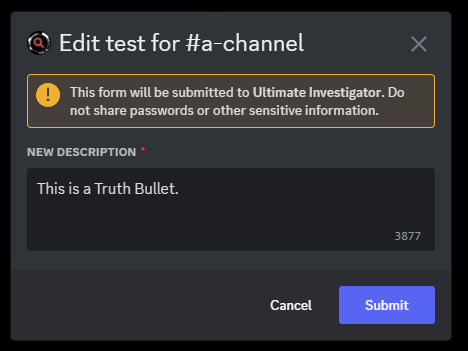 Edit test for #a-channel
This form will be submitted to Ultimate Investigator. Do
not share passwords or other sensitive information.
NEW DESCRIPTION *
This is a Truth Bullet.
3877
Cancel
Submit